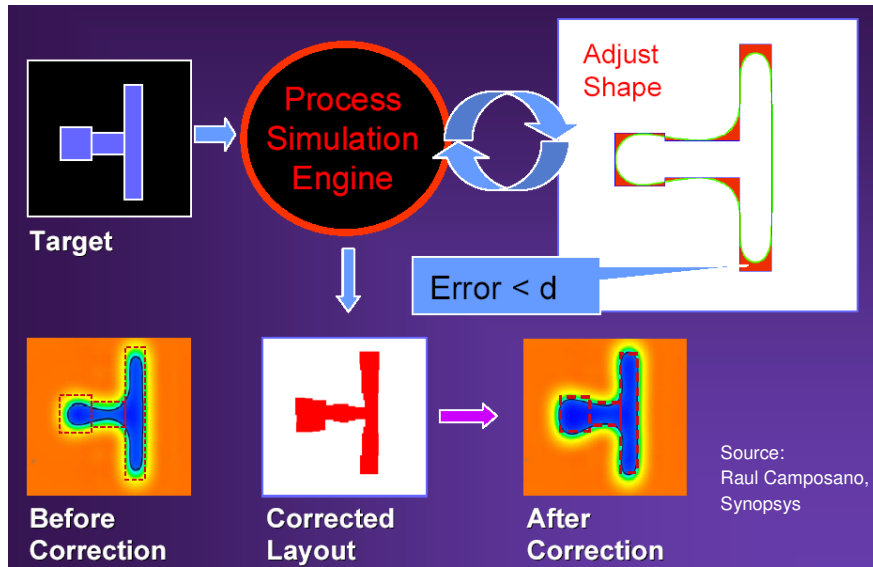 Process
Simulation
Engine
Adjust
Shape
Target
Error < d
Before
Correction
Corrected
Layout
After
Correction
Source:
Raul Camposano,
Synopsys